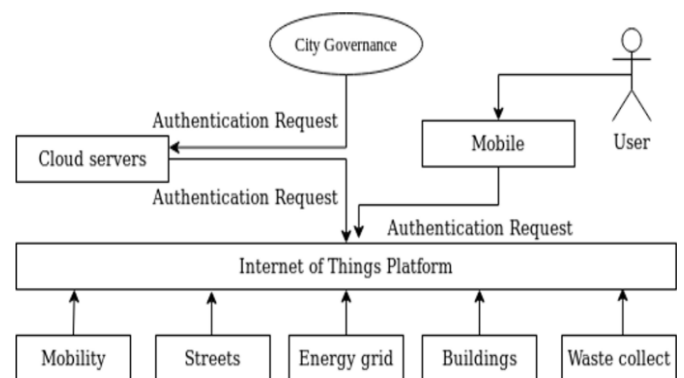 City Governance
Authentication Request
Cloud servers
Mobile
User
Authentication Request
Authentication Request
Internet of Things Platform
Mobility
Streets
Energy grid
Buildings
Waste collect